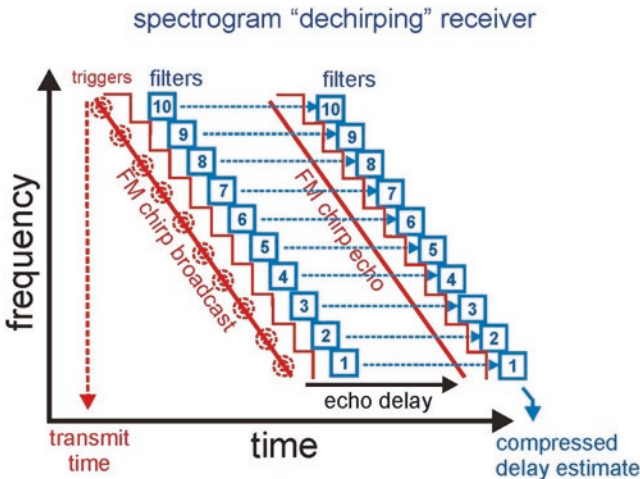 spectrogram “dechirping” receiver
triggers
filters
filters
10
10
9
9
8
8
7
7
6
6
5
5
4
4
3
3
2
2
1
1
FM chirp broadcast
FM chirp echo
frequency
echo delay
transmit
time
time
compressed
delay estimate